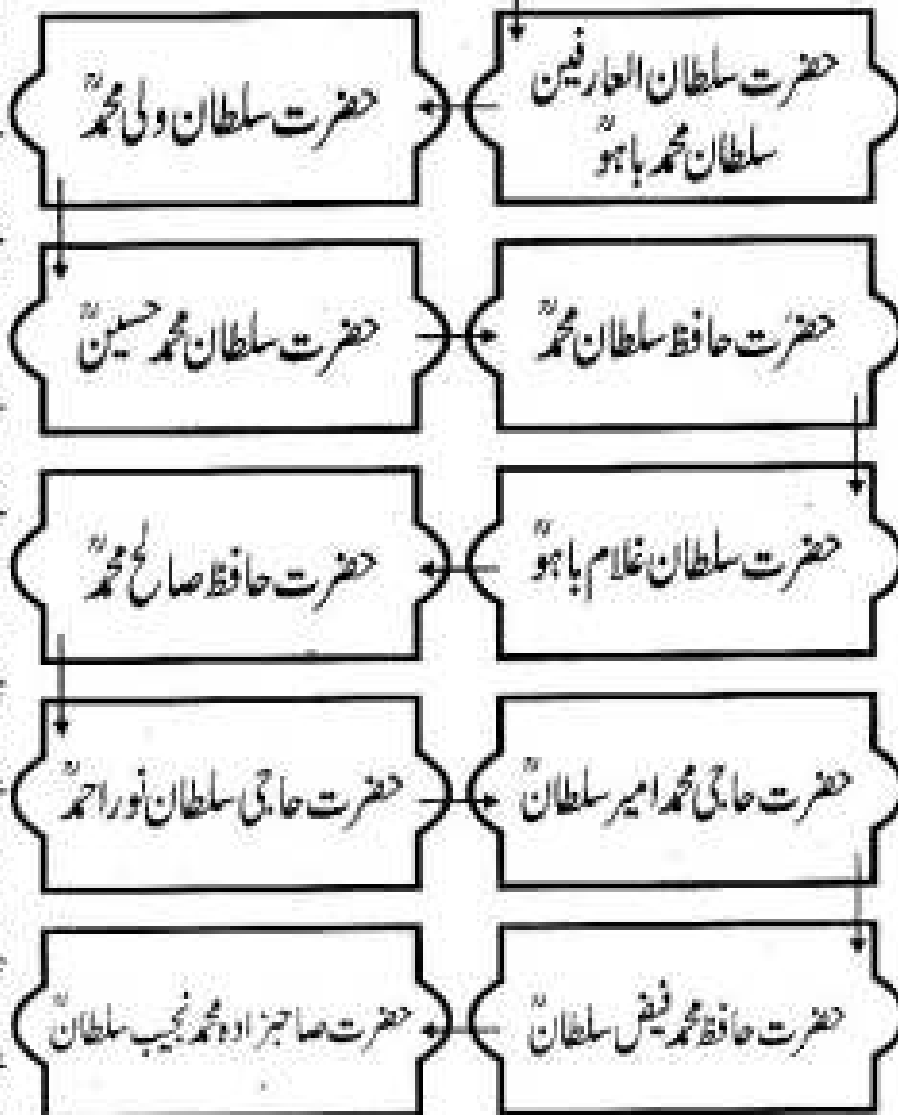 حضرت سلطان العارفین
سلطان محمد باہوؒ
حضرت سلطان ولی محمدؒ
حضرت سلطان محمد حسینؒ
حضرت حافظ سلطان محمدؒ
حضرت سلطان غلام باہوؒ
حضرت حافظ صالح محمدؒ
حضرت حاجی سلطان نور احمدؒ
حضرت حاجی محمد امیر سلطانؒ
حضرت حافظ محمد فیض سلطانؒ
حضرت صاحبزادہ محمد نجیب سلطانؒ